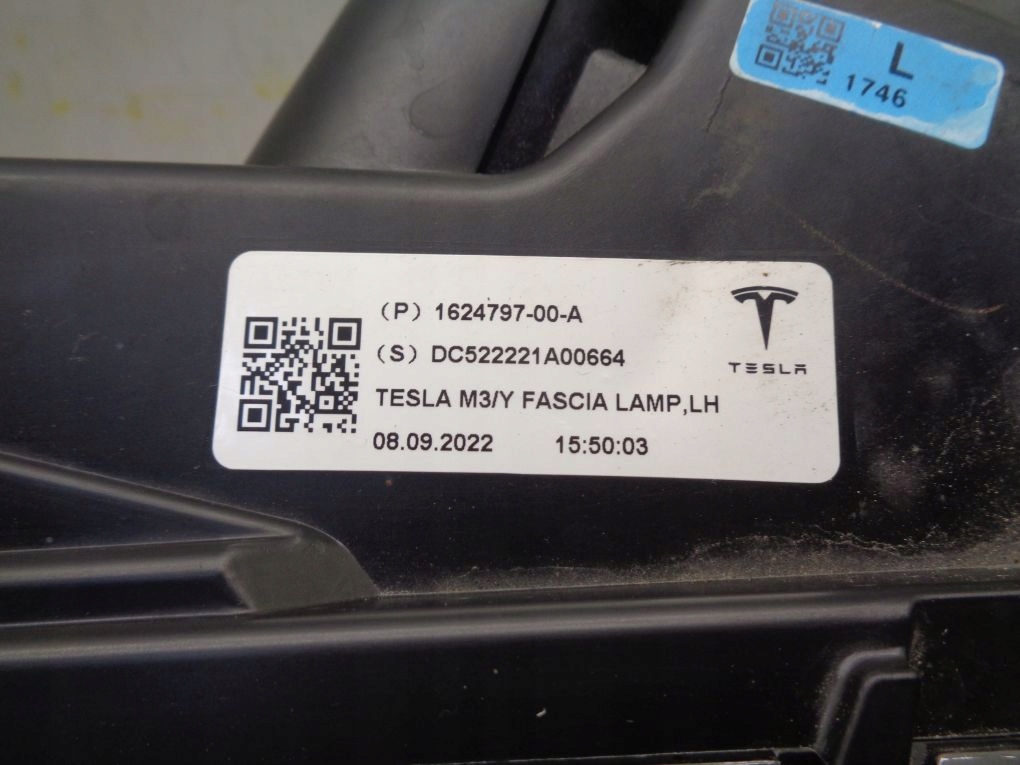 L
1746
(P) 1624797-00-A
(S) DC522221A00664
TESLA M3/Y FASCIA LAMP,LH
08.09.2022 15:50:03
TESLA